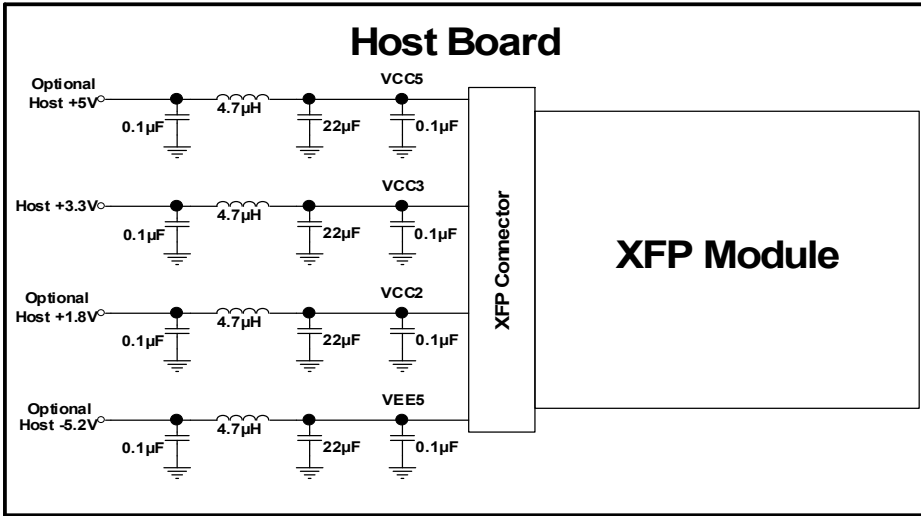 Host Board
Optional
Host +5V
0.1µF
4.7µH
22µF
VCC5
0.1µF
Host +3.3V
0.1µF
4.7µH
22µF
VCC3
0.1µF
Optional
Host +1.8V
0.1µF
4.7µH
22µF
VCC2
0.1µF
Optional
Host -5.2V
0.1µF
4.7µH
22µF
VEE5
0.1µF
XFP Connector
XFP Module